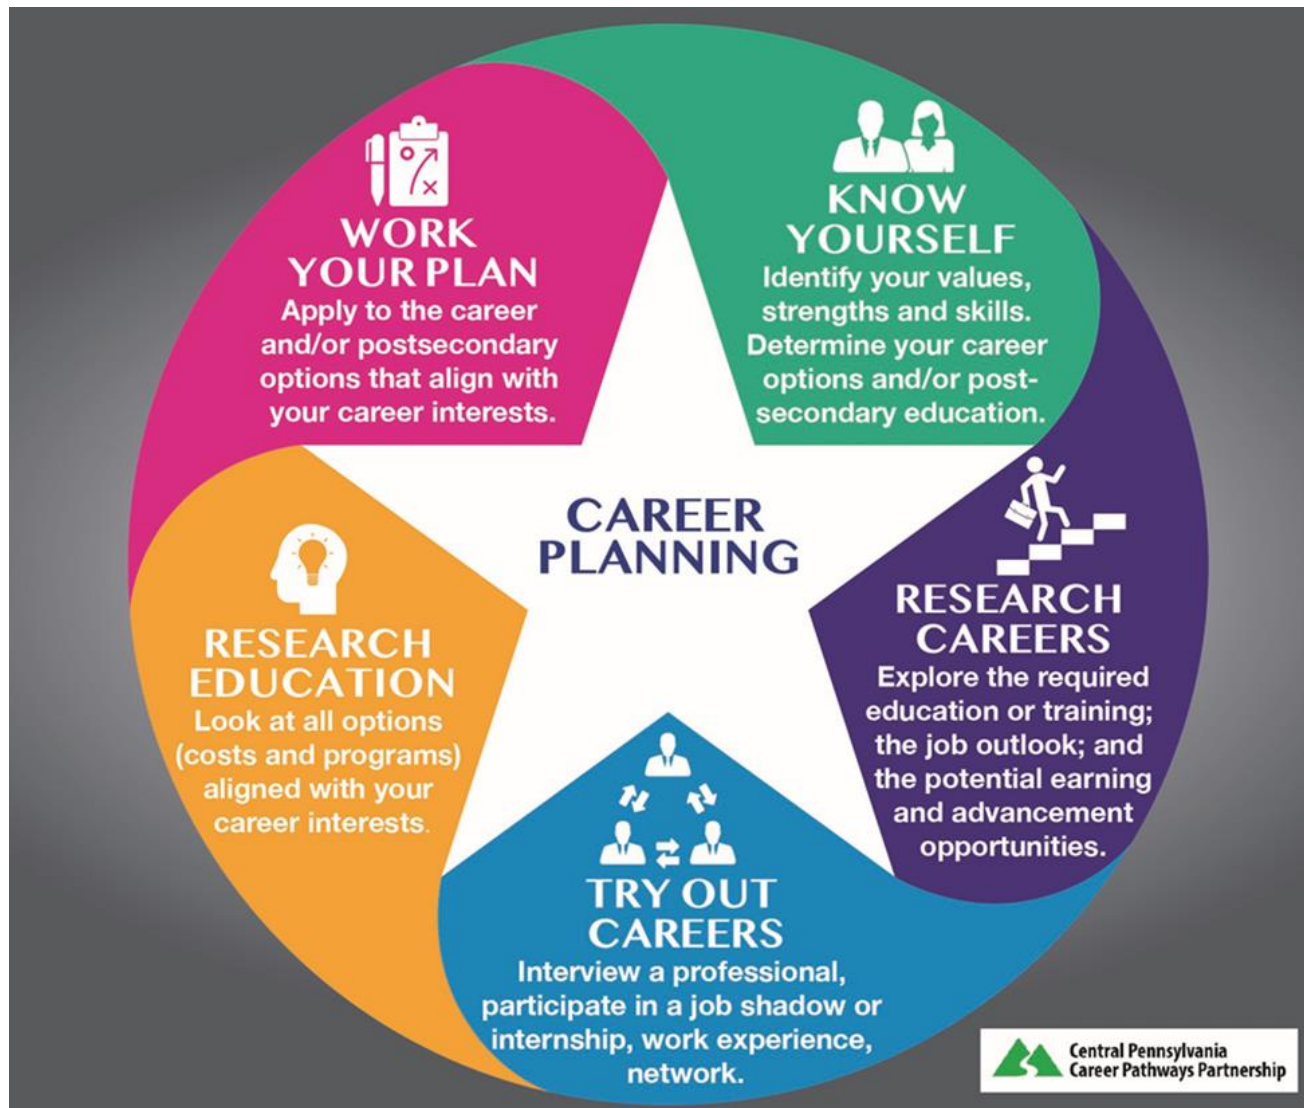 WORK
YOUR PLAN
Apply to the career
and/or postsecondary
options that align with
your career interests.
KNOW
YOURSELF
Identify your values,
strengths and skills.
Determine your career
options and/or post-
secondary education.
CAREER
PLANNING
RESEARCH
CAREERS
Explore the required
education or training;
the job outlook; and
the potential earning
and advancement
opportunities.
RESEARCH
EDUCATION
Look at all options
(costs and programs)
aligned with your
career interests.
TRY OUT
CAREERS
Interview a professional,
participate in a job shadow or
internship, work experience,
network.
Central Pennsylvania
Career Pathways Partnership